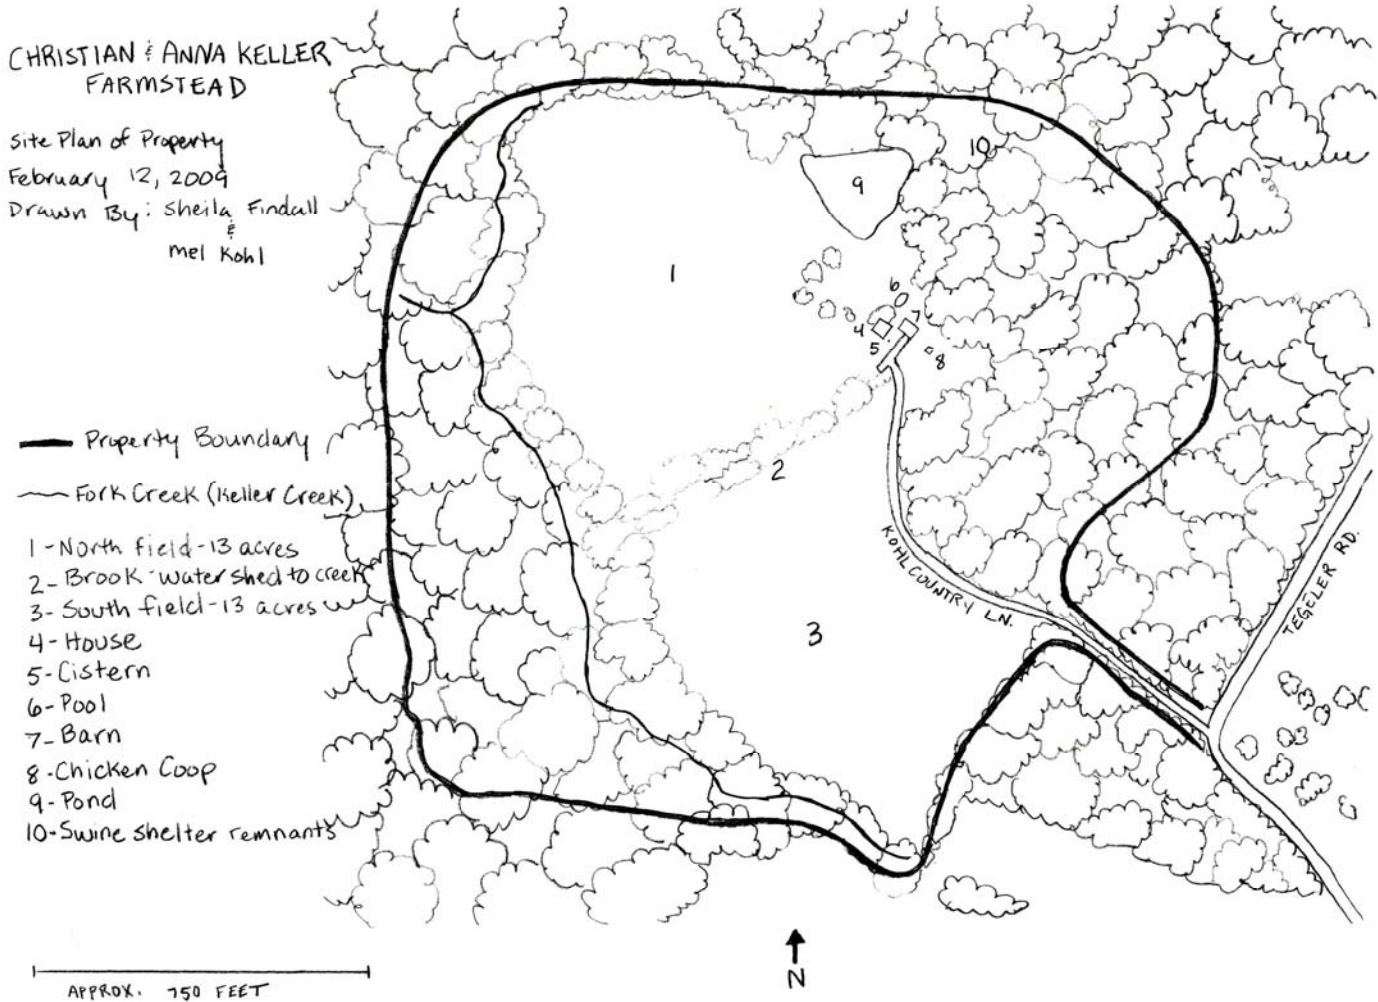 CHRISTIAN & ANNA KELLER
FARMSTEAD
Site Plan of Property
February 12, 2009
Drawn By: Sheila Findall
&
Mel Kohl
Property Boundary
Fork Creek (Keller Creek)
1-North field-13 acres
2-Brook-watershed to creek
3-South field-13 acres
4-House
5-Cistern
6-Pool
7-Barn
8-Chicken Coop
9-Pond
10-Swine shelter remnants
APPROX. 750 FEET
10
9
1
6
7
4
5
8
2
KOHLCOUNTRY LN.
TEGELER RD.
3
N